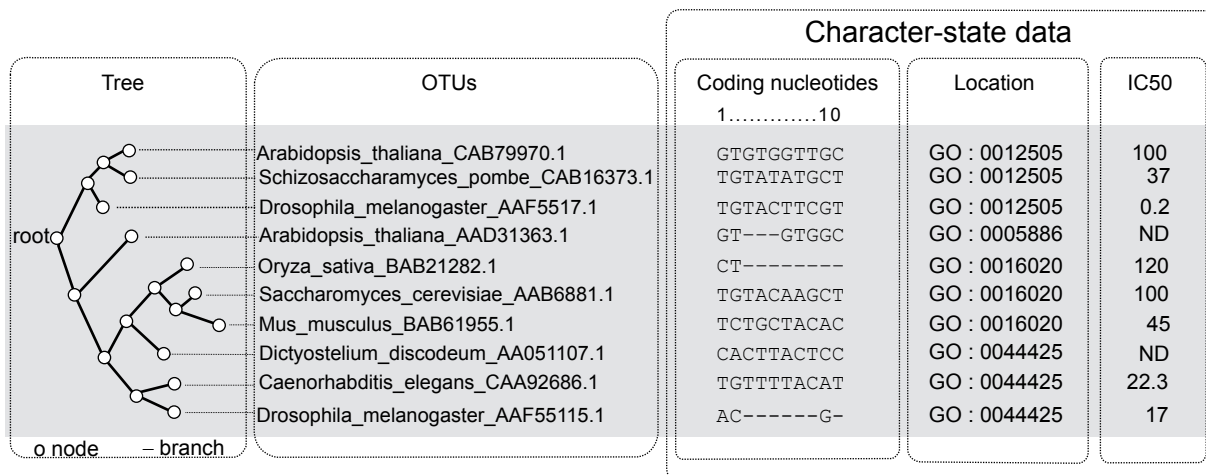 Character-state data
Tree OTUs Coding nucleotides Location IC50
1.............10
Arabidopsis_thaliana_CAB79970.1 GTGTGGTTGC GO : 0012505 100
Schizosaccharamyces_pombe_CAB16373.1 TGTATATGCT GO : 0012505 37
Drosophila_melanogaster_AAF5517.1 TGTACTTCGT GO : 0012505 0.2
root Arabidopsis_thaliana_AAD31363.1 GT---GTGGC GO : 0005886 ND
Oryza_sativa_BAB21282.1 CT-------- GO : 0016020 120
Saccharomyces_cerevisiae_AAB6881.1 TGTACAAGCT GO : 0016020 100
Mus_musculus_BAB61955.1 TCTGCTACAC GO : 0016020 45
Dictyostelium_discodeum_AA051107.1 CACTTACTCC GO : 0044425 ND
Caenorhabditis_elegans_CAA92686.1 TGTTTTACAT GO : 0044425 22.3
Drosophila_melanogaster_AAF55115.1 AC------G- GO : 0044425 17
o node – branch